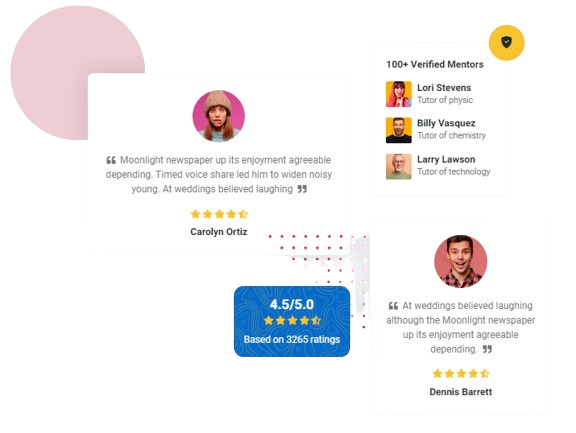 100+ Verified Mentors
Lori Stevens
Tutor of physic
Billy Vasquez
Tutor of chemistry
Larry Lawson
Tutor of technology
Moonlight newspaper up its enjoyment agreeable
depending. Timed voice share led him to widen noisy
young. At weddings believed laughing
Carolyn Ortiz
4.5/5.0
Based on 3265 ratings
At weddings believed laughing
although the Moonlight newspaper
up its enjoyment agreeable
depending.
Dennis Barrett